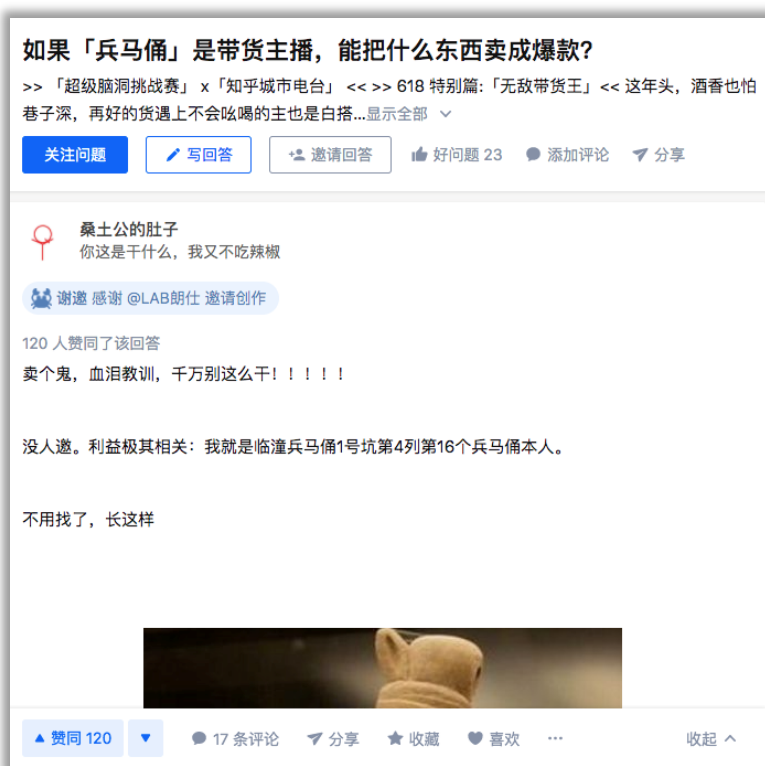 如果「兵马俑」是带货主播，能把什么东西卖成爆款？
>> 「超级脑洞挑战赛」 x「知乎城市电台」 << >> 618 特别篇:「无敌带货王」<< 这年头，酒香也怕
巷子深，再好的货遇上不会吆喝的主也是白搭...显示全部
关注问题 写回答 邀请回答 好问题 23 添加评论 分享
桑土公的肚子
你这是干什么，我又不吃辣椒
谢邀 感谢 @LAB朗仕 邀请创作
120 人赞同了该回答
卖个鬼，血泪教训，千万别这么干！！！！！
没人邀。利益极其相关：我就是临潼兵马俑1号坑第4列第16个兵马俑本人。
不用找了，长这样
赞同 120 17 条评论 分享 收藏 喜欢 ··· 收起